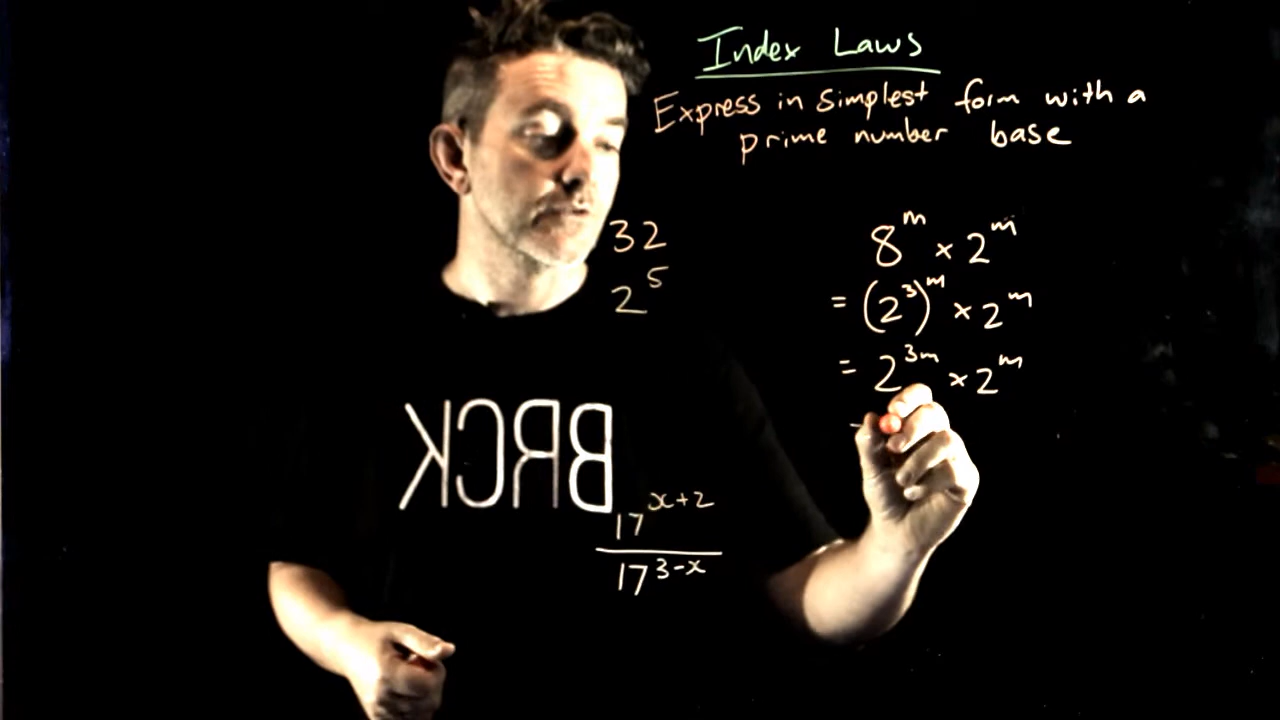 Index Laws
Express in simplest form with a
prime number base
32
2^5
8^m × 2^m
= (2^3)^m × 2^m
= 2^{3m} × 2^m
BRCK
17^{x+2}
17^{3-x}